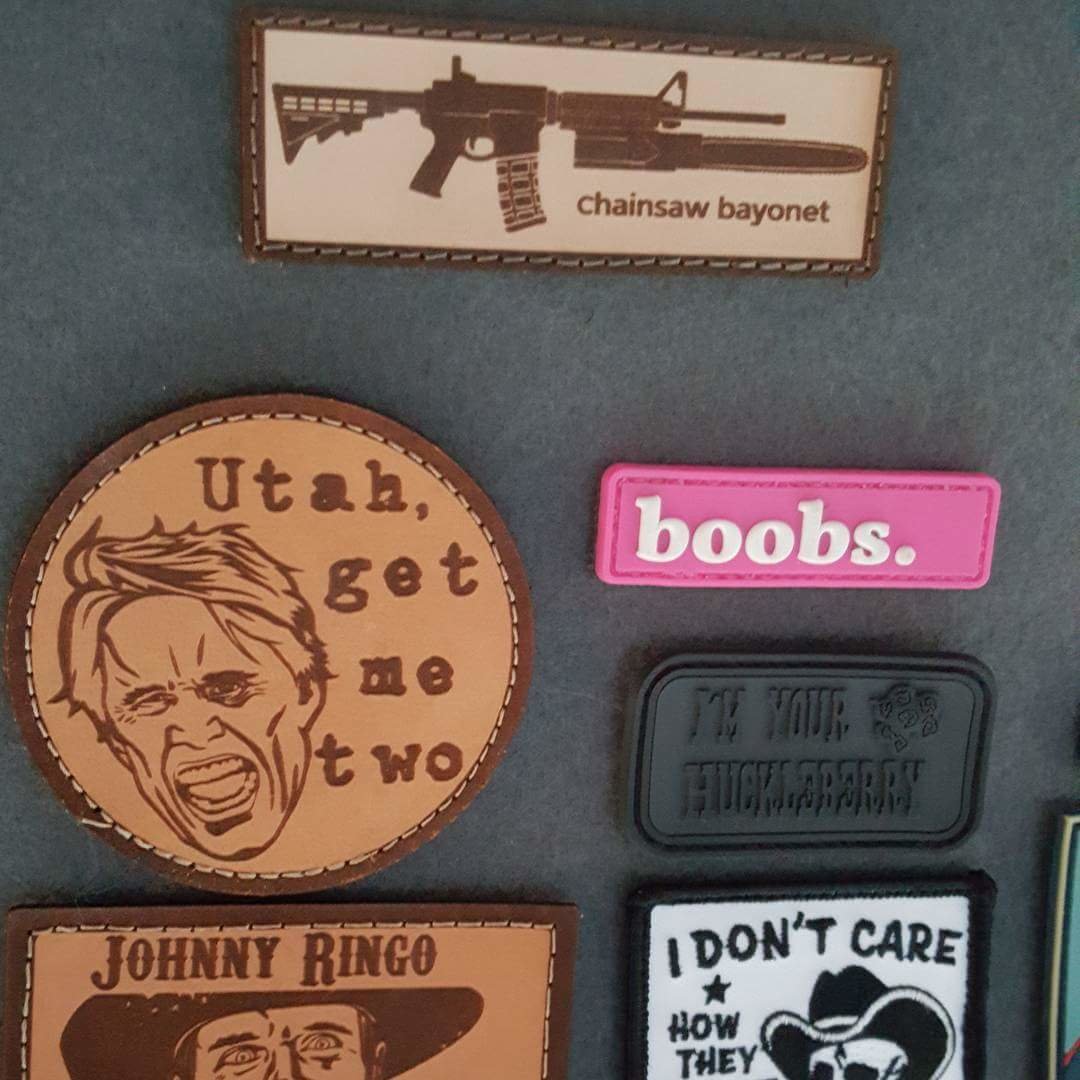 chainsaw bayonet
Utah,
get
me
two
boobs.
I'M YOUR
HUCKLEBERRY
JOHNNY RINGO
I DON'T CARE
HOW
THEY